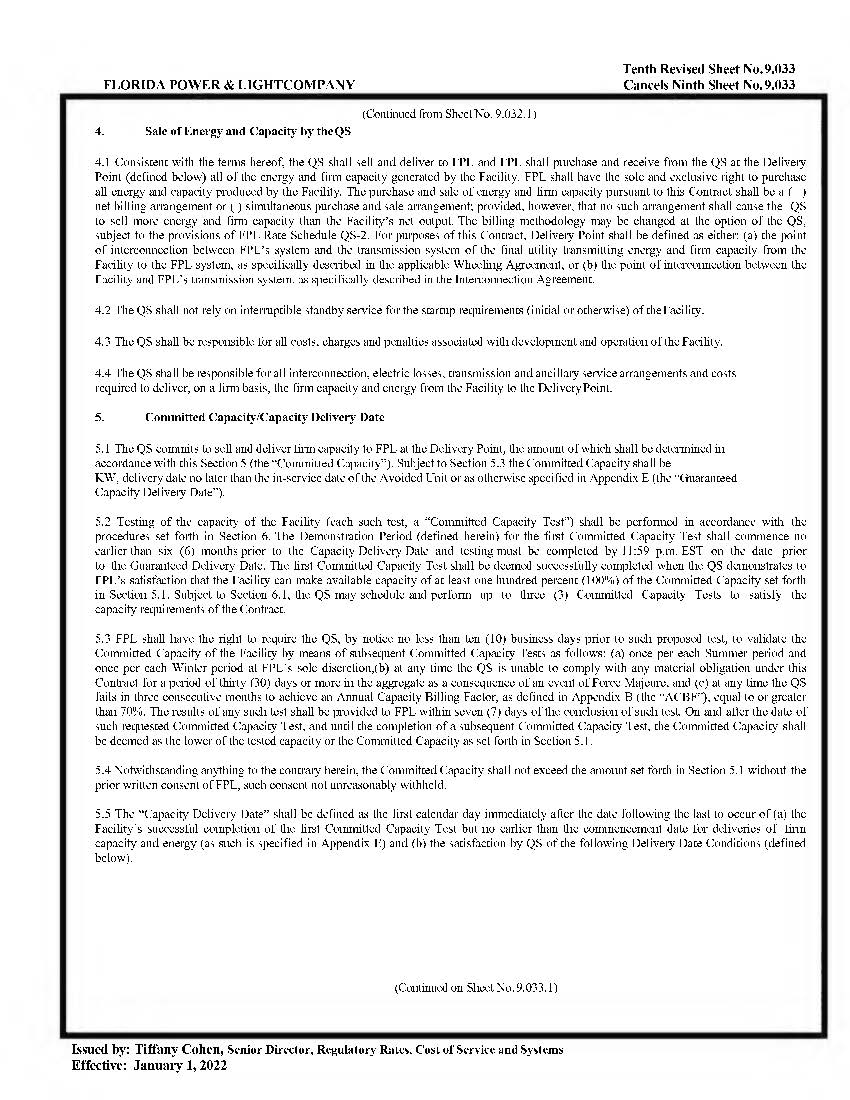 Tenth Revised Sheet No. 9.033
FLORIDA POWER & LIGHT COMPANY Cancels Ninth Sheet No. 9.033
(Continued from Sheet No. 9.032.1)
4. Sale of Energy and Capacity by the QS
4.1 Consistent with the terms hereof, the QS shall sell and deliver to FPL and FPL shall purchase and receive from the QS at the Delivery
Point (defined below) all of the energy and firm capacity generated by the Facility. FPL shall have the sole and exclusive right to purchase
all energy and capacity produced by the Facility. The purchase and sale of energy and firm capacity pursuant to this Contract shall be a ( )
net billing arrangement or ( ) simultaneous purchase and sale arrangement; provided, however, that no such arrangement shall cause the QS
to sell more energy and firm capacity than the Facility's net output. The billing methodology may be changed at the option of the QS,
subject to the provisions of FPL Rate Schedule QS-2. For purposes of this Contract, Delivery Point shall be defined as either: (a) the point
of interconnection between FPL's system and the transmission system of the final utility transmitting energy and firm capacity from the
Facility to the FPL system, as specifically described in the applicable Wheeling Agreement, or (b) the point of interconnection between the
Facility and FPL's transmission system, as specifically described in the Interconnection Agreement.
4.2 The QS shall not rely on interruptible standby service for the startup requirements (initial or otherwise) of the Facility.
4.3 The QS shall be responsible for all costs, charges and penalties associated with development and operation of the Facility.
4.4 The QS shall be responsible for all interconnection, electric losses, transmission and ancillary service arrangements and costs
required to deliver, on a firm basis, the firm capacity and energy from the Facility to the Delivery Point.
5. Committed Capacity/Capacity Delivery Date
5.1 The QS commits to sell and deliver firm capacity to FPL at the Delivery Point, the amount of which shall be determined in
accordance with this Section 5 (the "Committed Capacity"). Subject to Section 5.3 the Committed Capacity shall be
KW, delivery date no later than the in-service date of the Avoided Unit or as otherwise specified in Appendix E (the "Guaranteed
Capacity Delivery Date").
5.2 Testing of the capacity of the Facility (each such test, a "Committed Capacity Test") shall be performed in accordance with the
procedures set forth in Section 6. The Demonstration Period (defined herein) for the first Committed Capacity Test shall commence no
earlier than six (6) months prior to the Capacity Delivery Date and testing must be completed by 11:59 p.m. EST on the date prior
to the Guaranteed Delivery Date. The first Committed Capacity Test shall be deemed successfully completed when the QS demonstrates to
FPL's satisfaction that the Facility can make available capacity of at least one hundred percent (100%) of the Committed Capacity set forth
in Section 5.1. Subject to Section 6.1, the QS may schedule and perform up to three (3) Committed Capacity Tests to satisfy the
capacity requirements of the Contract.
5.3 FPL shall have the right to require the QS, by notice no less than ten (10) business days prior to such proposed test, to validate the
Committed Capacity of the Facility by means of subsequent Committed Capacity Tests as follows: (a) once per each Summer period and
once per each Winter period at FPL's sole discretion,(b) at any time the QS is unable to comply with any material obligation under this
Contract for a period of thirty (30) days or more in the aggregate as a consequence of an event of Force Majeure, and (c) at any time the QS
fails in three consecutive months to achieve an Annual Capacity Billing Factor, as defined in Appendix B (the "ACBF"), equal to or greater
than 70%. The results of any such test shall be provided to FPL within seven (7) days of the conclusion of such test. On and after the date of
such requested Committed Capacity Test, and until the completion of a subsequent Committed Capacity Test, the Committed Capacity shall
be deemed as the lower of the tested capacity or the Committed Capacity as set forth in Section 5.1.
5.4 Notwithstanding anything to the contrary herein, the Committed Capacity shall not exceed the amount set forth in Section 5.1 without the
prior written consent of FPL, such consent not unreasonably withheld.
5.5 The "Capacity Delivery Date" shall be defined as the first calendar day immediately after the date following the last to occur of (a) the
Facility's successful completion of the first Committed Capacity Test but no earlier than the commencement date for deliveries of firm
capacity and energy (as such is specified in Appendix E) and (b) the satisfaction by QS of the following Delivery Date Conditions (defined
below).
(Continued on Sheet No. 9.033.1)
Issued by: Tiffany Cohen, Senior Director, Regulatory Rates, Cost of Service and Systems
Effective: January 1, 2022